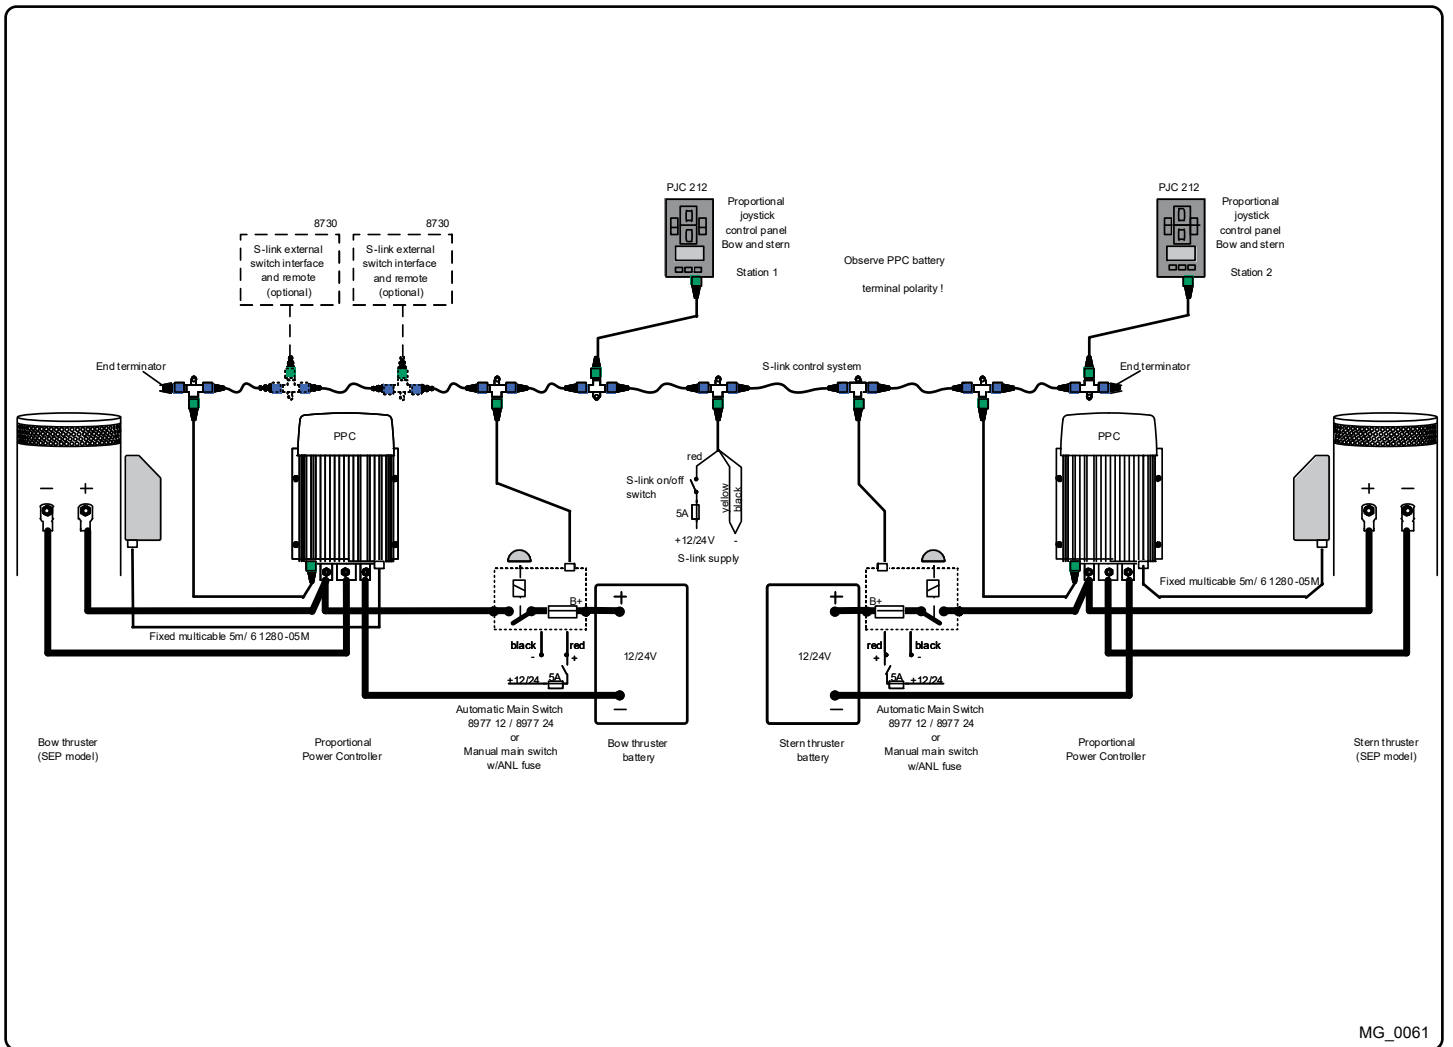 PJC 212
Proportional
joystick
control panel
Bow and stern
Station 1
PJC 212
Proportional
joystick
control panel
Bow and stern
Station 2
8730
S-link external
switch interface
and remote
(optional)
8730
S-link external
switch interface
and remote
(optional)
Observe PPC battery
terminal polarity !
End terminator
S-link control system
End terminator
PPC
PPC
red
yellow
black
S-link on/off
switch
5A
+12/24V
-
S-link supply
− +
+ −
Fixed multicable 5m/ 6 1280-05M
Fixed multicable 5m/ 6 1280-05M
B+
black
-
red
+
+12/24
5A
+
12/24V
−
+
12/24V
−
B+
red
+
black
-
5A
+12/24
Bow thruster
(SEP model)
Proportional
Power Controller
Automatic Main Switch
8977 12 / 8977 24
or
Manual main switch
w/ANL fuse
Bow thruster
battery
Stern thruster
battery
Automatic Main Switch
8977 12 / 8977 24
or
Manual main switch
w/ANL fuse
Proportional
Power Controller
Stern thruster
(SEP model)
MG_0061